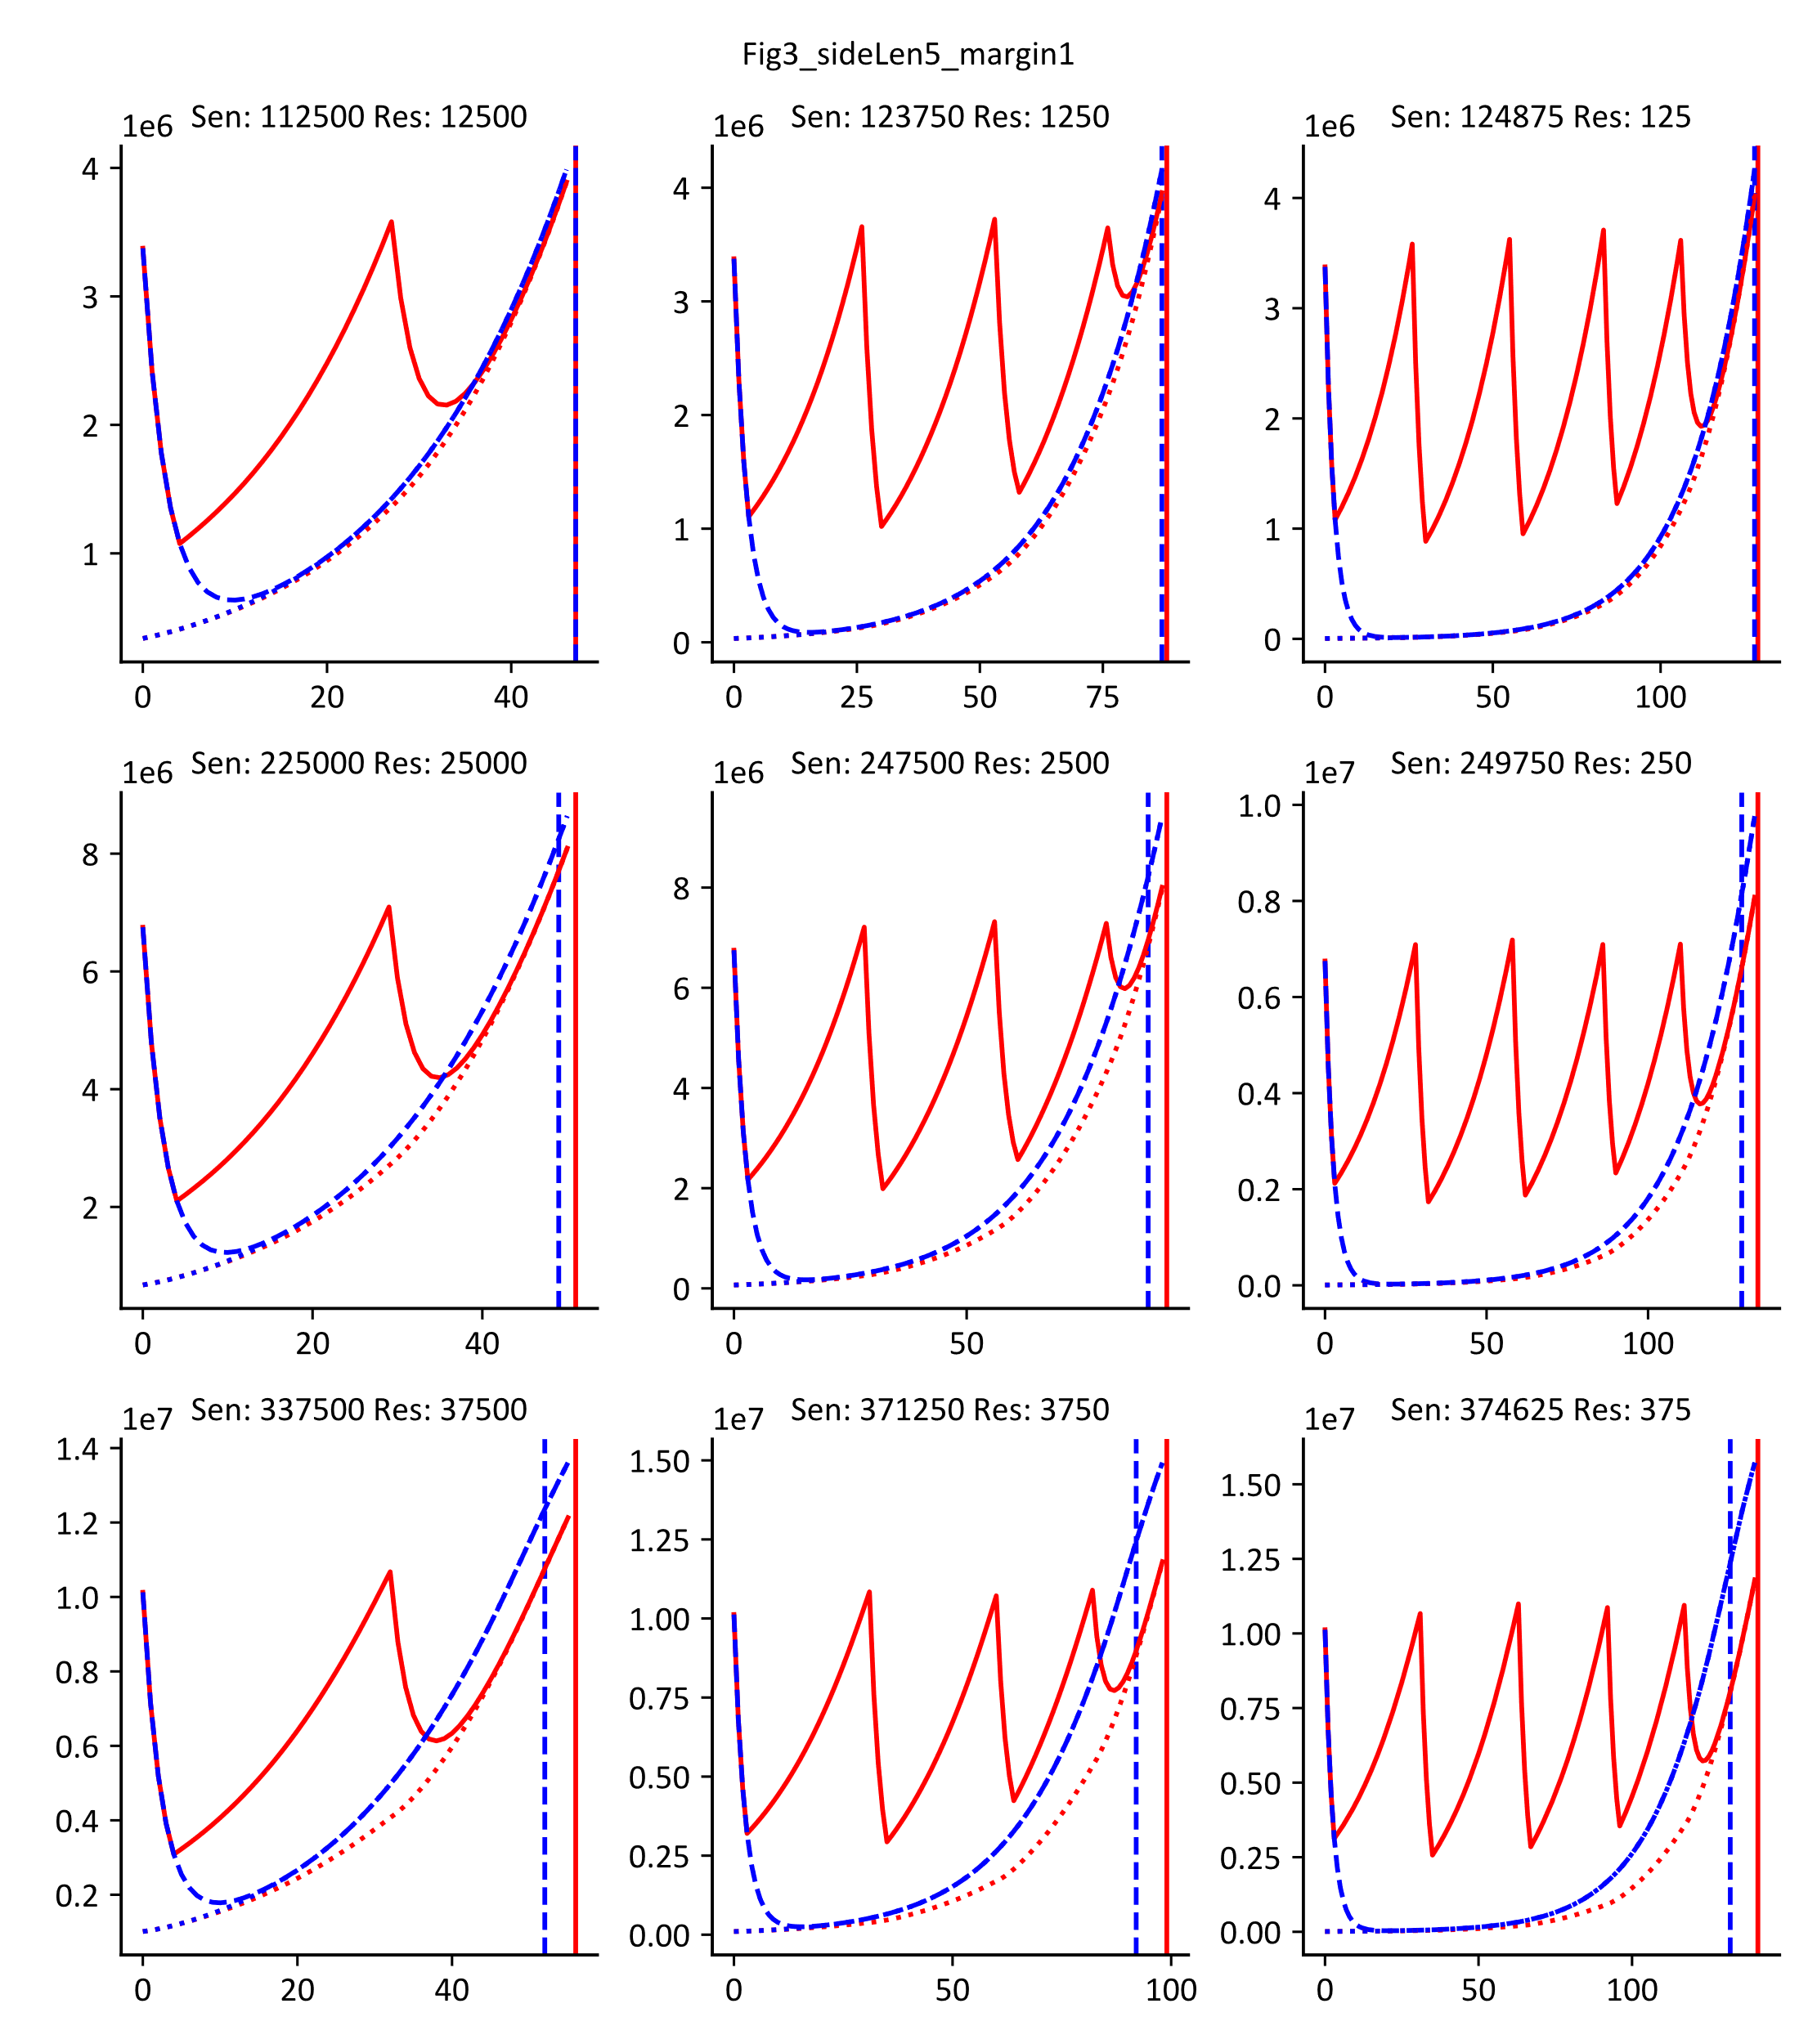 Fig3_sideLen5_margin1
1e6 Sen: 112500 Res: 12500
4
3
2
1
0 20 40
1e6 Sen: 123750 Res: 1250
4
3
2
1
0
0 25 50 75
1e6 Sen: 124875 Res: 125
4
3
2
1
0
0 50 100
1e6 Sen: 225000 Res: 25000
8
6
4
2
0 20 40
1e6 Sen: 247500 Res: 2500
8
6
4
2
0
0 50
1e7 Sen: 249750 Res: 250
1.0
0.8
0.6
0.4
0.2
0.0
0 50 100
1e7 Sen: 337500 Res: 37500
1.4
1.2
1.0
0.8
0.6
0.4
0.2
0 20 40
1e7 Sen: 371250 Res: 3750
1.50
1.25
1.00
0.75
0.50
0.25
0.00
0 50 100
1e7 Sen: 374625 Res: 375
1.50
1.25
1.00
0.75
0.50
0.25
0.00
0 50 100